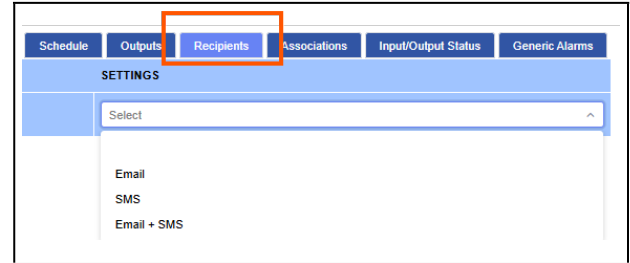 Schedule Outputs Recipients Associations Input/Output Status Generic Alarms
SETTINGS
Select
Email
SMS
Email + SMS